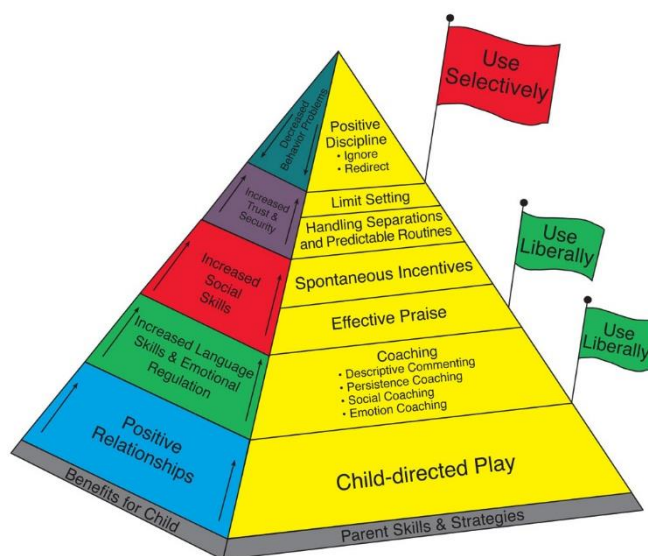 Use
Selectively
Decreased
Behavior Problems
Positive
Discipline
• Ignore
• Redirect
Increased
Trust &
Security
Limit Setting
Handling Separations
and Predictable Routines
Use
Liberally
Increased
Social
Skills
Spontaneous Incentives
Effective Praise
Use
Liberally
Increased Language
Skills & Emotional
Regulation
Coaching
• Descriptive Commenting
• Persistence Coaching
• Social Coaching
• Emotion Coaching
Positive
Relationships
Child-directed Play
Benefits for Child
Parent Skills & Strategies